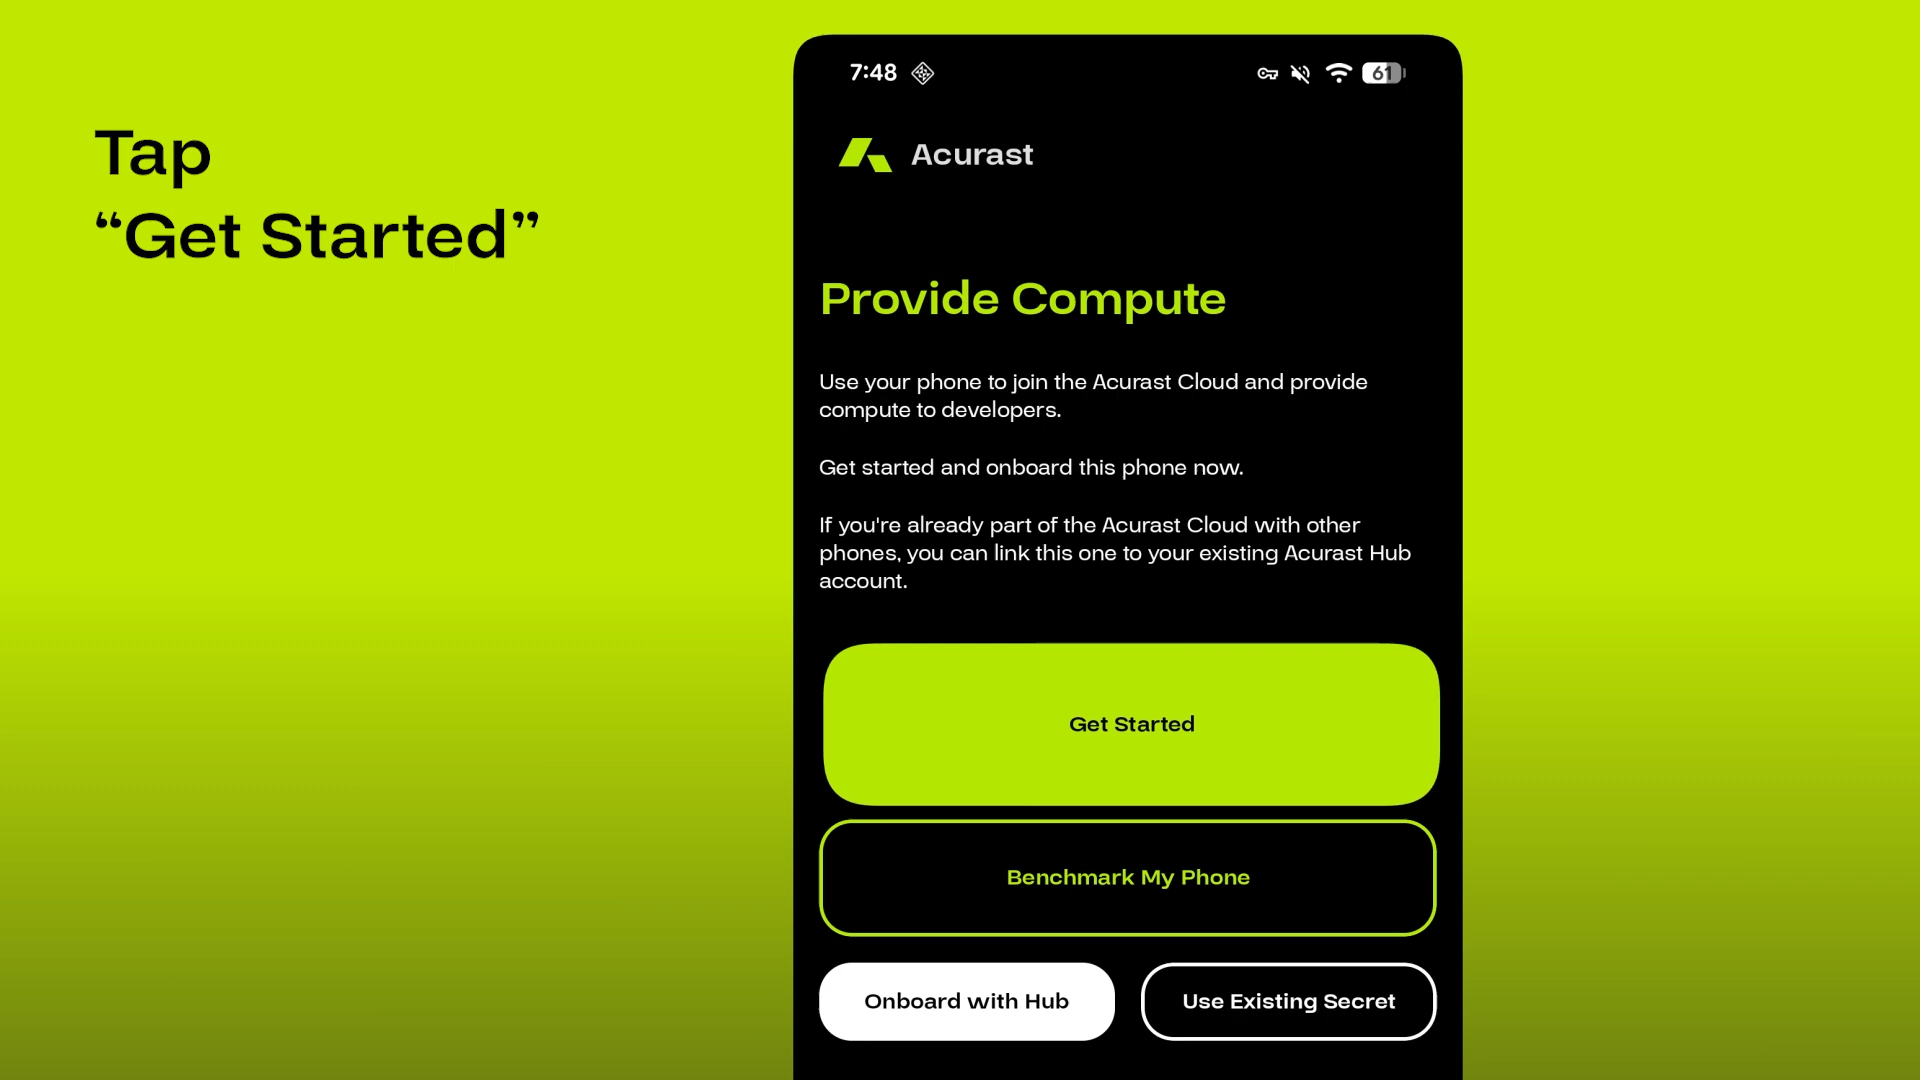 Tap
“Get Started”
7:48
61
Acurast
Provide Compute
Use your phone to join the Acurast Cloud and provide
compute to developers.
Get started and onboard this phone now.
If you're already part of the Acurast Cloud with other
phones, you can link this one to your existing Acurast Hub
account.
Get Started
Benchmark My Phone
Onboard with Hub
Use Existing Secret